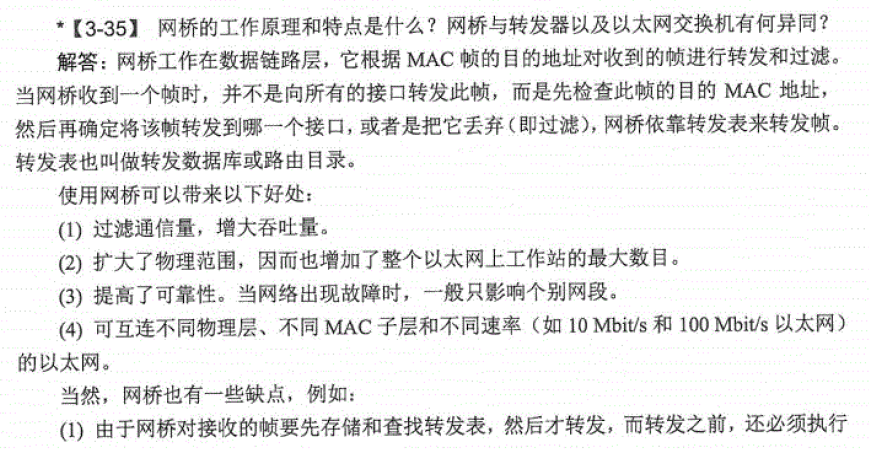 *【3-35】 网桥的工作原理和特点是什么？网桥与转发器以及以太网交换机有何异同？
解答：网桥工作在数据链路层，它根据 MAC 帧的目的地址对收到的帧进行转发和过滤。
当网桥收到一个帧时，并不是向所有的接口转发此帧，而是先检查此帧的目的 MAC 地址，
然后再确定将该帧转发到哪一个接口，或者是把它丢弃（即过滤），网桥依靠转发表来转发帧。
转发表也叫做转发数据库或路由目录。
使用网桥可以带来以下好处：
(1) 过滤通信量，增大吞吐量。
(2) 扩大了物理范围，因而也增加了整个以太网上工作站的最大数目。
(3) 提高了可靠性。当网络出现故障时，一般只影响个别网段。
(4) 可互连不同物理层、不同 MAC 子层和不同速率（如 10 Mbit/s 和 100 Mbit/s 以太网）
的以太网。
当然，网桥也有一些缺点，例如：
(1) 由于网桥对接收的帧要先存储和查找转发表，然后才转发，而转发之前，还必须执行